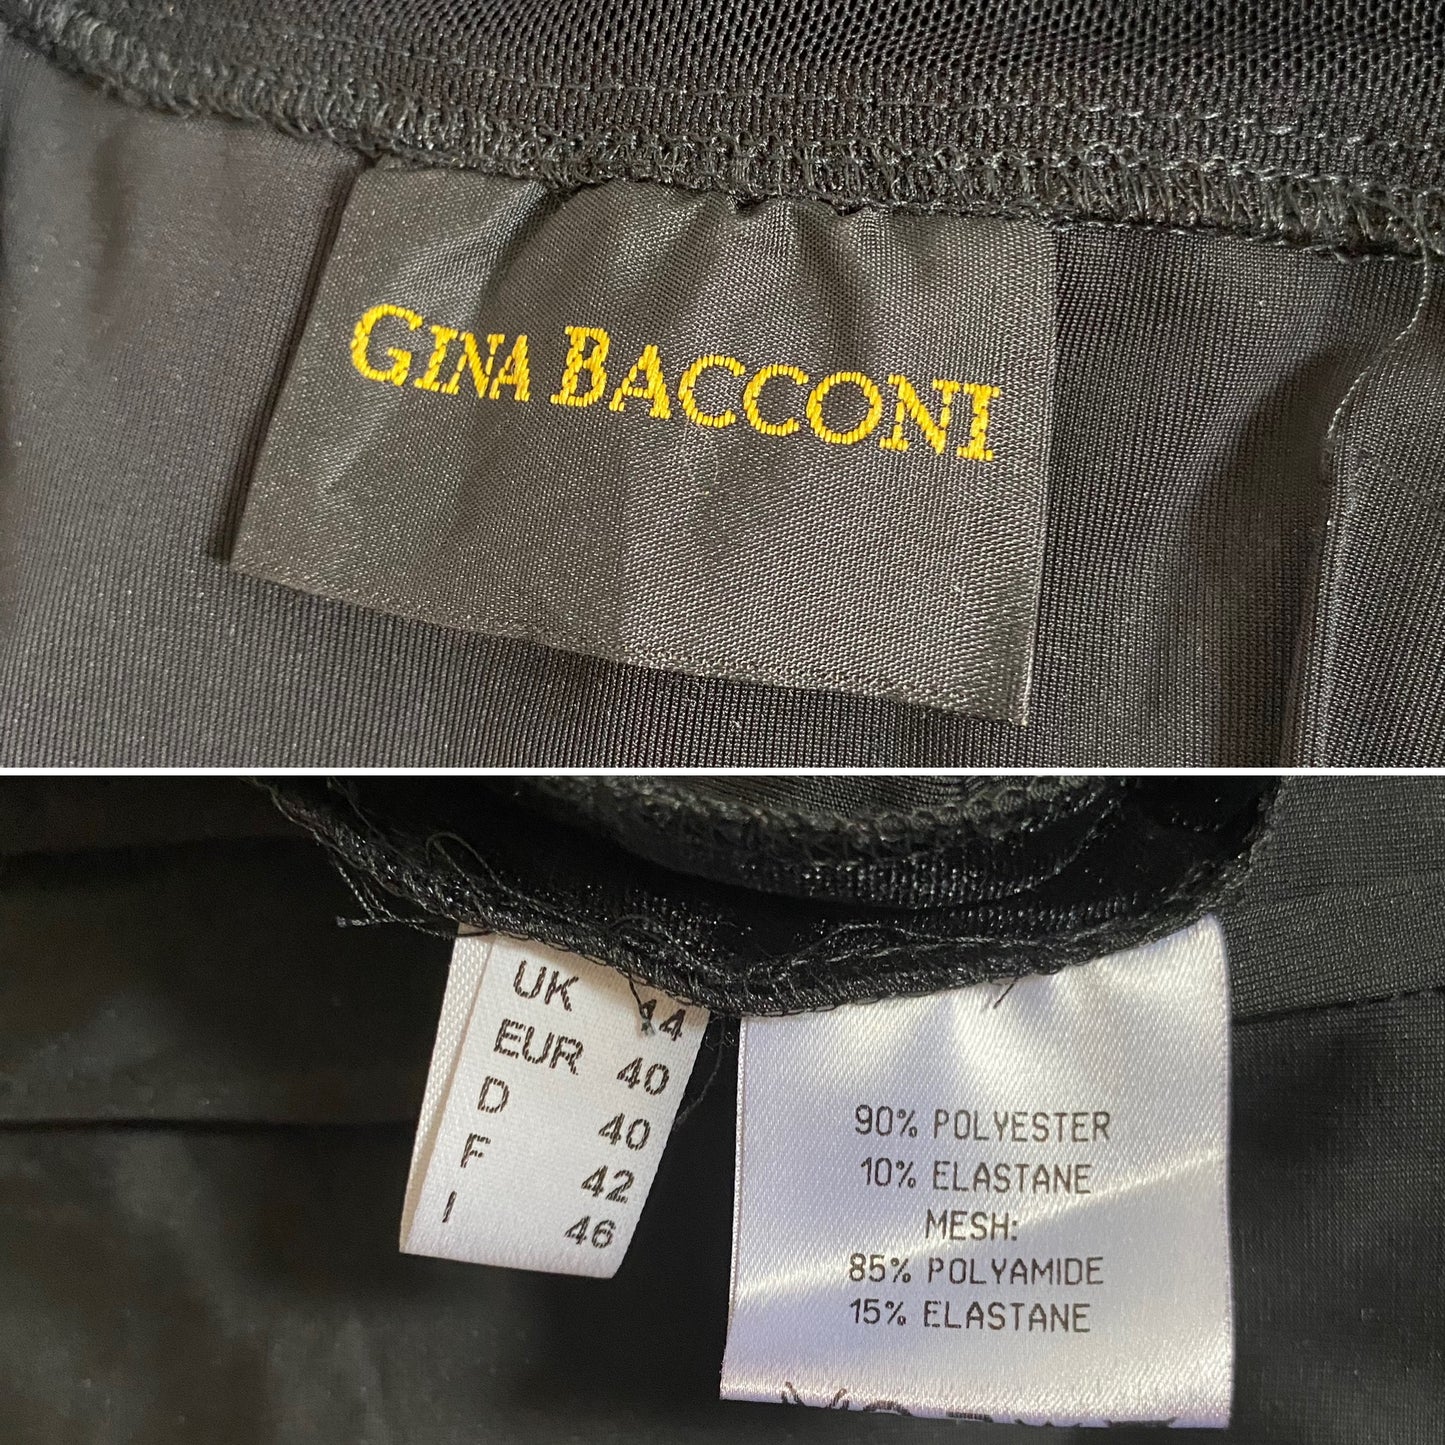 GINA BACCONI
UK 14
EUR 40
D 40
F 42
I 46
90% POLYESTER
10% ELASTANE
MESH:
85% POLYAMIDE
15% ELASTANE